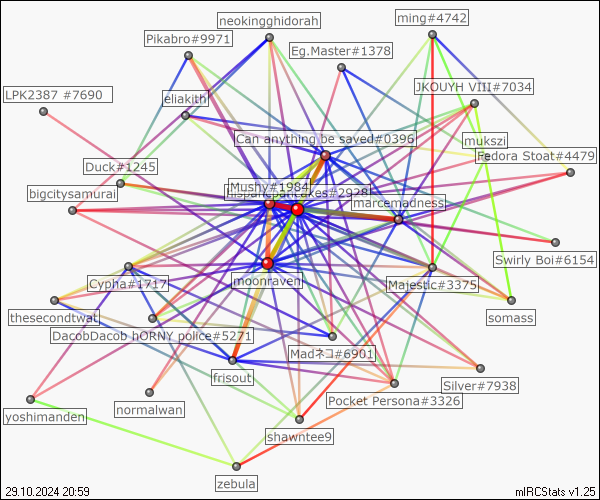 neokingghidorah
ming#4742
Pikabro#9971
Eg.Master#1378
JKOUYH VIII#7034
LPK2387 #7690
eliakith
Can anything be saved#0396
mukszi
Fedora Stoat#4479
Duck#1245
Mushy#1984
bigcitysamurai
marcemadness
Swirly Boi#6154
moonraven
Cypha#1717
Majestic#3375
thesecondtwat
somass
DacobDacob hORNY police#5271
Madネコ#6901
frisout
Silver#7938
Pocket Persona#3326
normalwan
yoshimanden
shawntee9
zebula
29.10.2024 20:59
mIRCStats v1.25